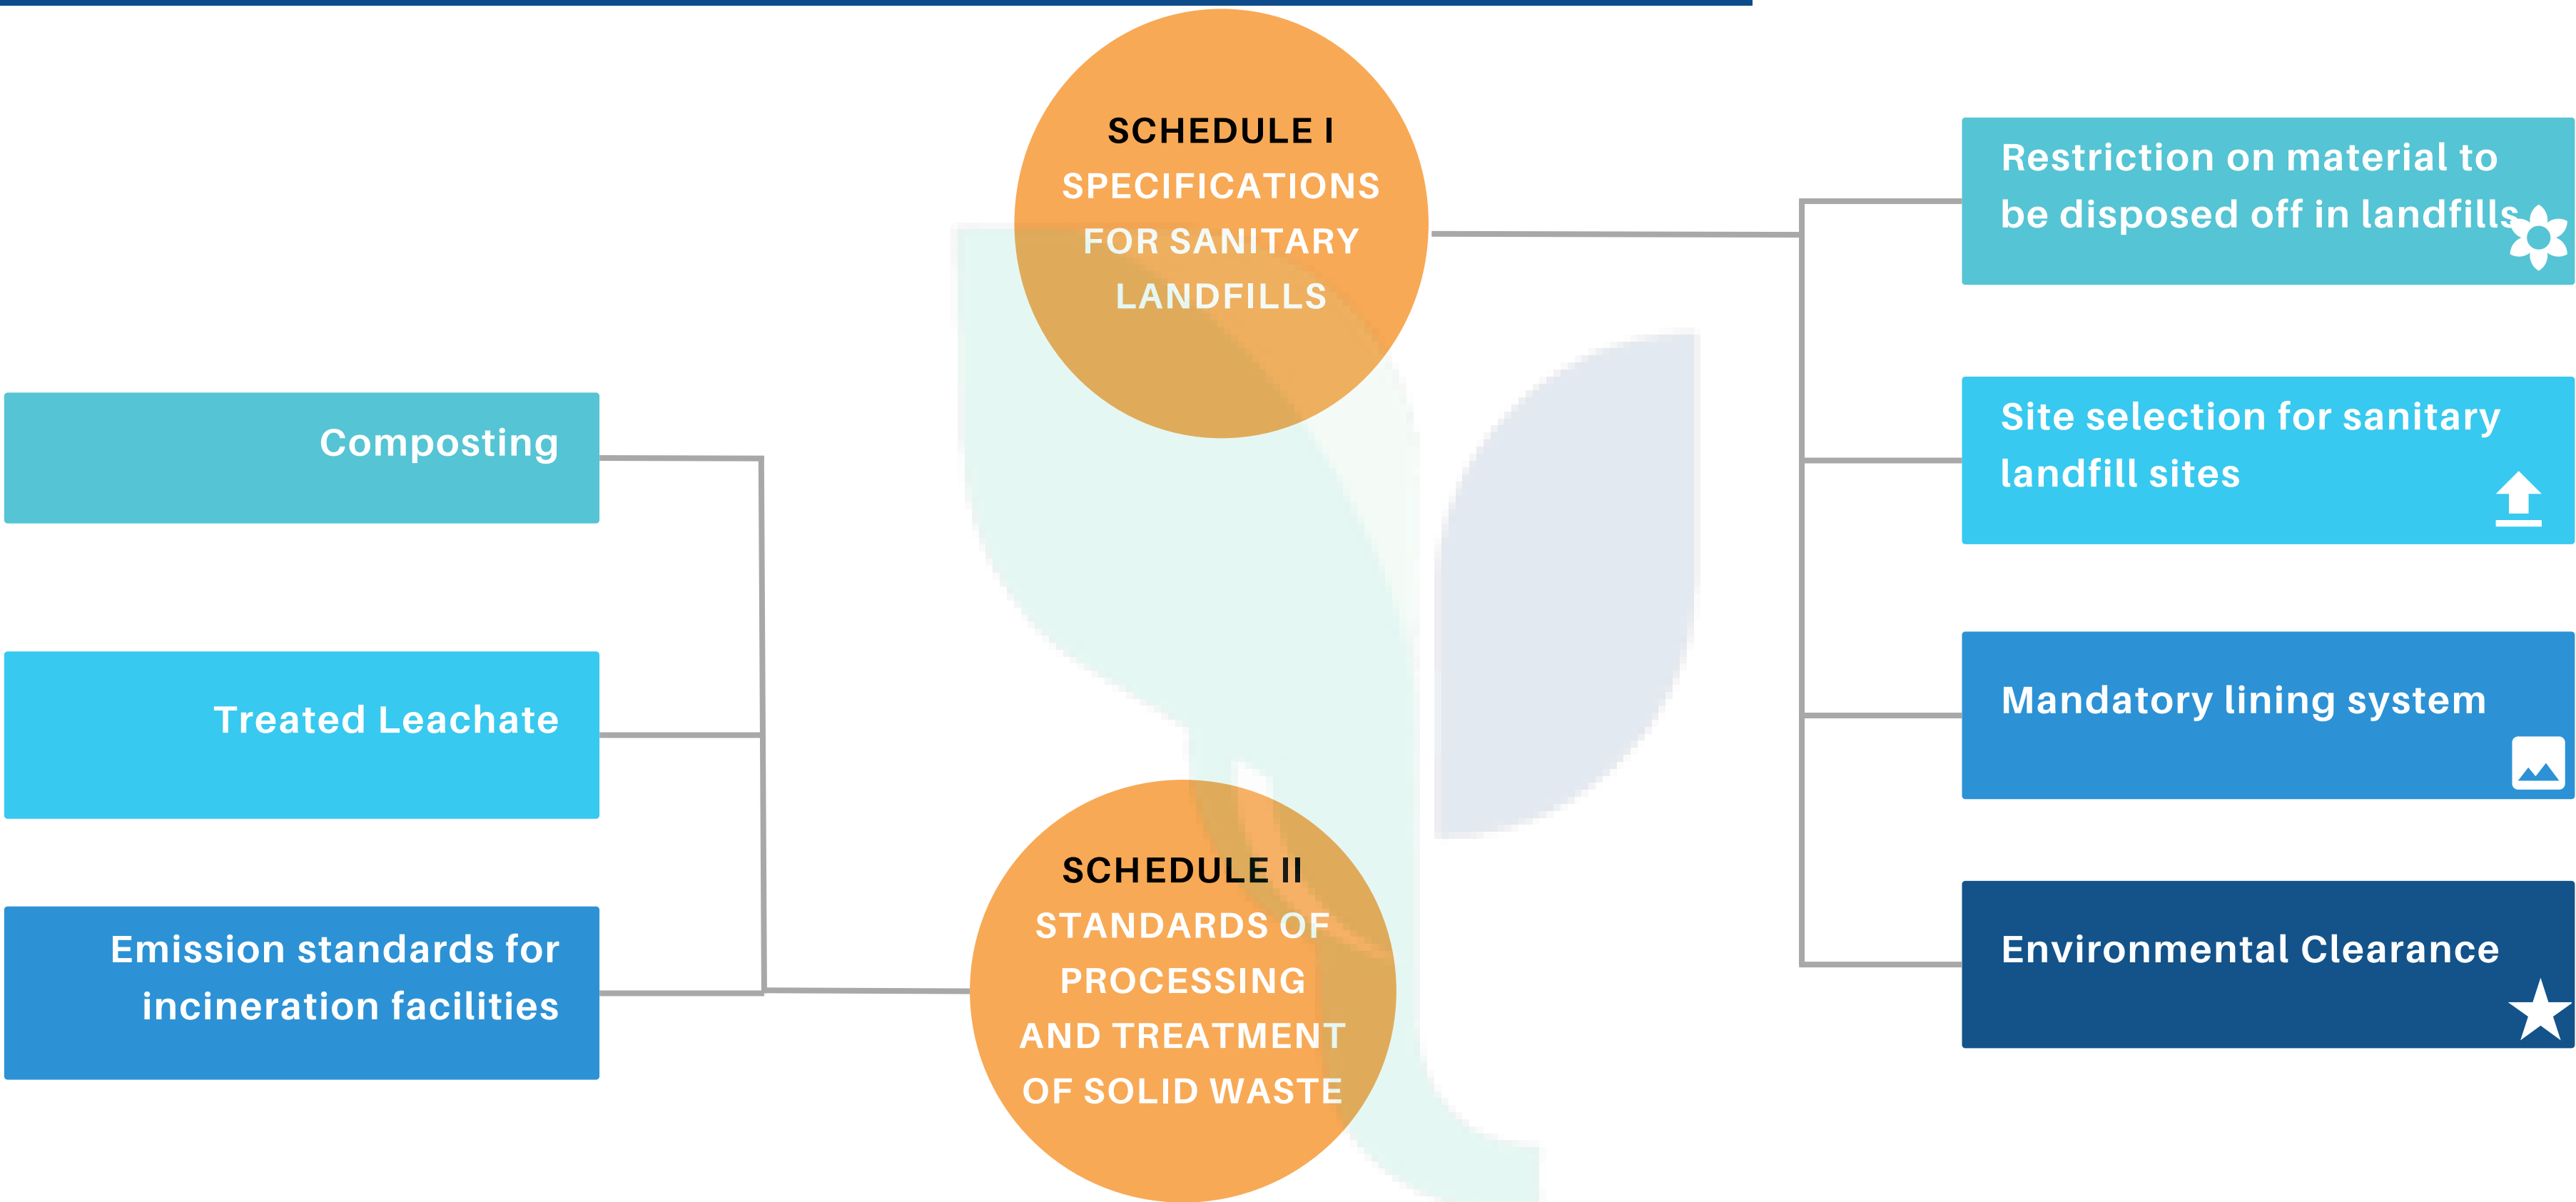 SCHEDULE I
SPECIFICATIONS
FOR SANITARY
LANDFILLS
Restriction on material to
be disposed off in landfills
Site selection for sanitary
landfill sites
Mandatory lining system
Environmental Clearance
SCHEDULE II
STANDARDS OF
PROCESSING
AND TREATMENT
OF SOLID WASTE
Composting
Treated Leachate
Emission standards for
incineration facilities